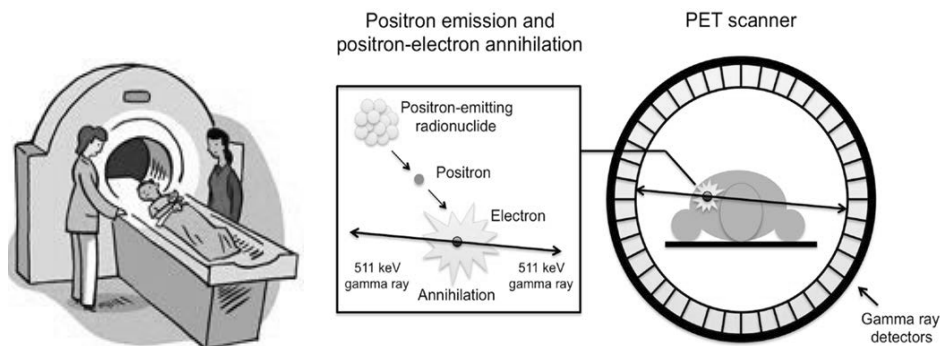 Positron emission and
positron-electron annihilation
PET scanner
Positron-emitting
radionuclide
Positron
Electron
511 keV
gamma ray
Annihilation
511 keV
gamma ray
Gamma ray
detectors